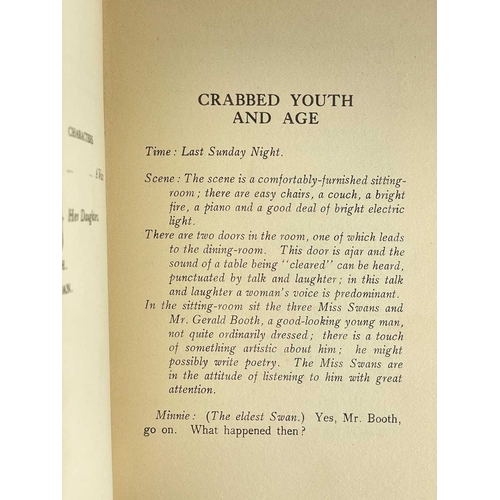 CHARACTERS
Her Daughters
CRABBED YOUTH
AND AGE
Time: Last Sunday Night.
Scene: The scene is a comfortably-furnished sitting-
room; there are easy chairs, a couch, a bright
fire, a piano and a good deal of bright electric
light.
There are two doors in the room, one of which leads
to the dining-room. This door is ajar and the
sound of a table being "cleared" can be heard,
punctuated by talk and laughter; in this talk
and laughter a woman's voice is predominant.
In the sitting-room sit the three Miss Swans and
Mr. Gerald Booth, a good-looking young man,
not quite ordinarily dressed; there is a touch
of something artistic about him; he might
possibly write poetry. The Miss Swans are
in the attitude of listening to him with great
attention.
Minnie: (The eldest Swan.) Yes, Mr. Booth,
go on. What happened then?